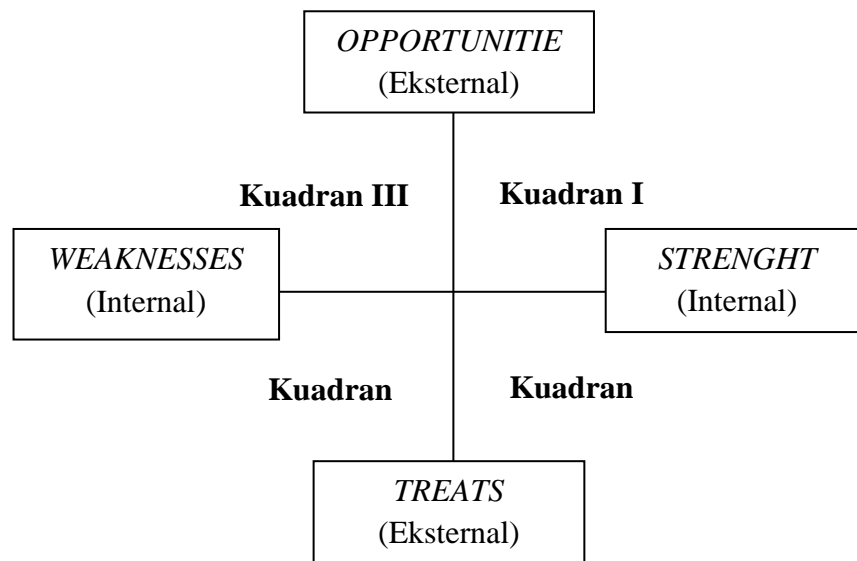 OPPORTUNITIE
(Eksternal)
Kuadran III
Kuadran I
WEAKNESSES
(Internal)
STRENGHT
(Internal)
Kuadran
Kuadran
TREATS
(Eksternal)